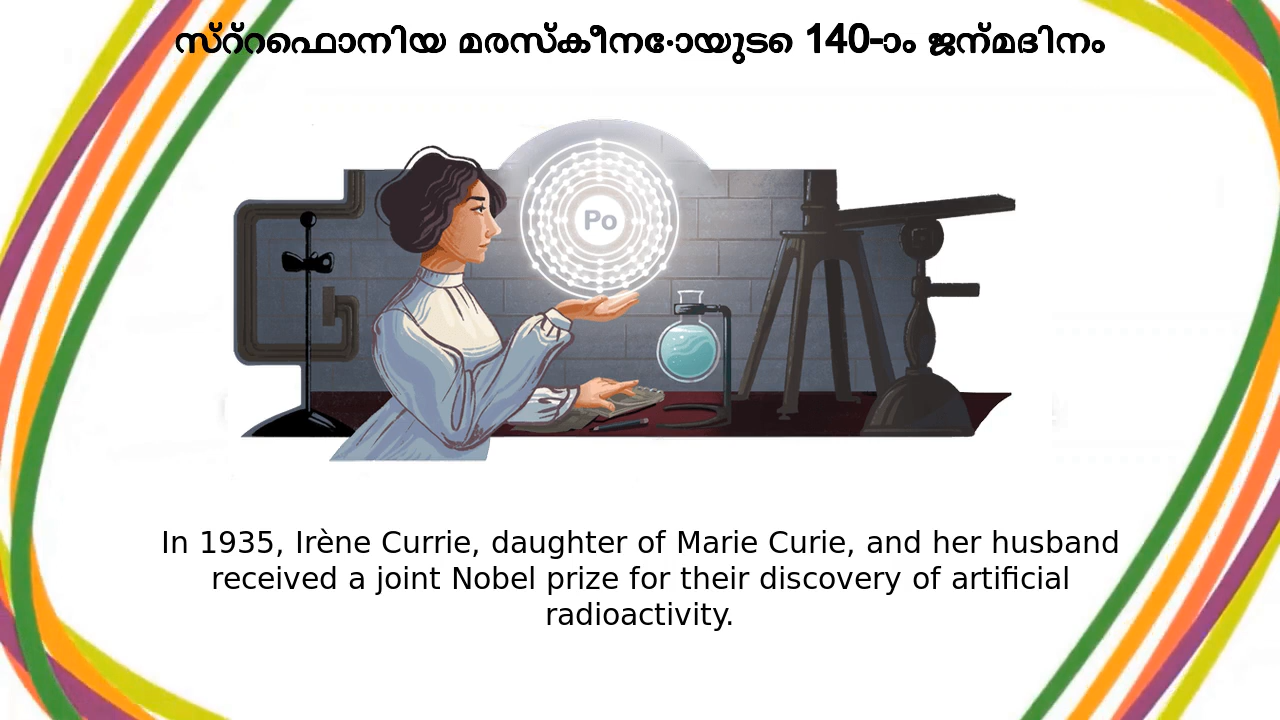 സ്റ്റെഫാനിയ മരസ്കീനോയുടെ 140-ാം ജന്മദിനം
Po
In 1935, Irène Currie, daughter of Marie Curie, and her husband
received a joint Nobel prize for their discovery of artificial
radioactivity.